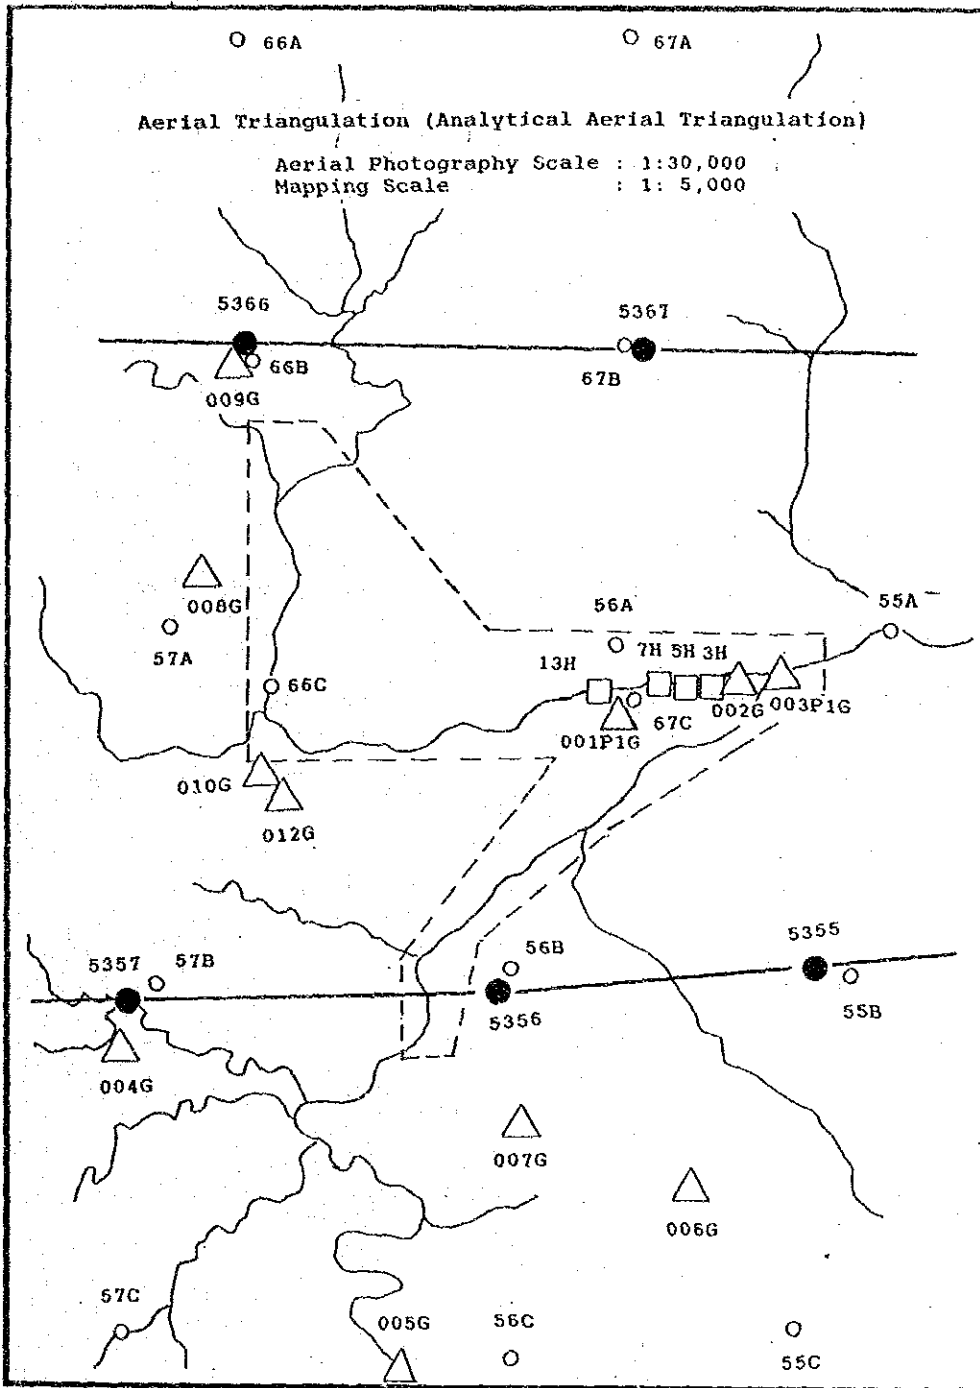 66A
67A
Aerial Triangulation (Analytical Aerial Triangulation)
Aerial Photography Scale : 1:30,000
Mapping Scale : 1: 5,000
5366
5367
66B
67B
009G
008G
56A
55A
57A
13H
7H 5H 3H
66C
002G
003P1G
67C
001P1G
010G
012G
5355
56B
5357
57B
55B
5356
004G
007G
006G
57C
005G
56C
55C